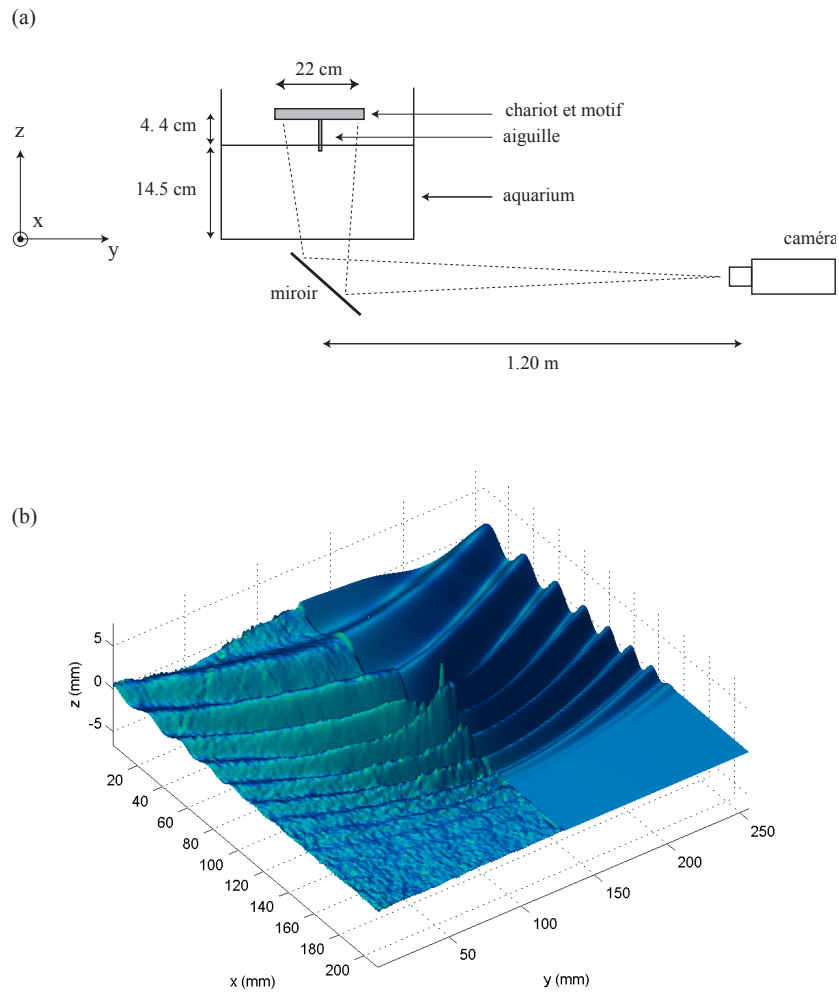 (a)
22 cm
chariot et motif
4. 4 cm
aiguille
z
14.5 cm
aquarium
x
y
caméra
miroir
1.20 m
(b)
5
0
-5
z (mm)
20
40
60
80
100
120
140
160
180
200
x (mm)
50
100
150
200
250
y (mm)